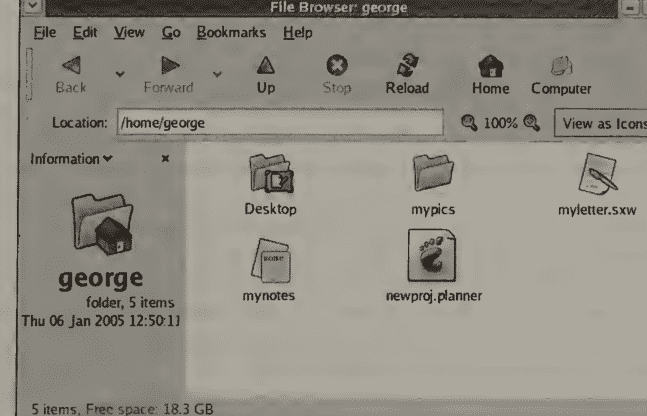 File Browser: george
File Edit View Go Bookmarks Help
Back Forward Up Stop Reload Home Computer
Location: /home/george 100% View as Icons
Information
Desktop mypics myletter.sxw
george
mynotes newproj.planner
folder, 5 items
Thu 06 Jan 2005 12:50:11
5 items, Free space: 18.3 GB